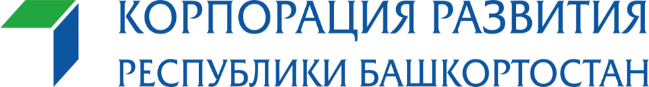 КОРПОРАЦИЯ РАЗВИТИЯ
РЕСПУБЛИКИ БАШКОРТОСТАН